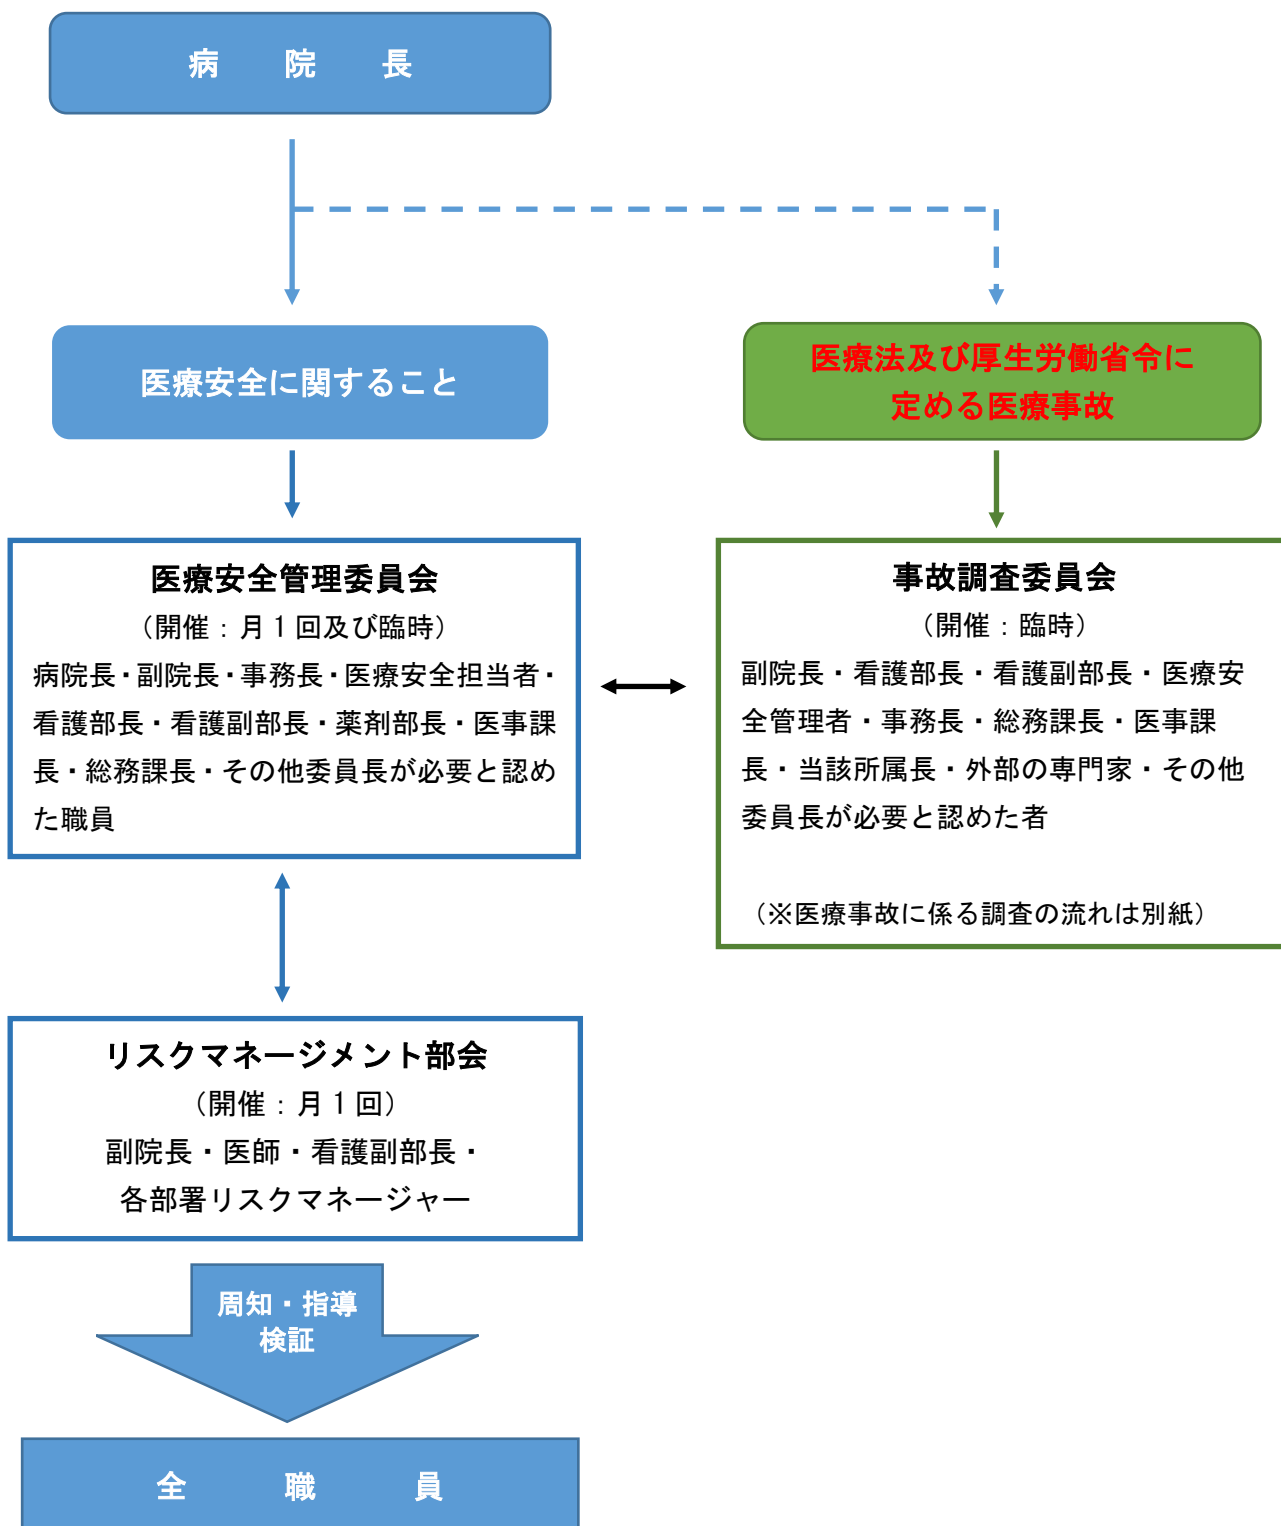 病　院　長
医療安全に関すること
医療法及び厚生労働省令に
定める医療事故
医療安全管理委員会
（開催：月１回及び臨時）
病院長・副院長・事務長・医療安全担当者・
看護部長・看護副部長・薬剤部長・医事課
長・総務課長・その他委員長が必要と認め
た職員
事故調査委員会
（開催：臨時）
副院長・看護部長・看護副部長・医療安
全管理者・事務長・総務課長・医事課
長・当該所属長・外部の専門家・その他
委員長が必要と認めた者
（※医療事故に係る調査の流れは別紙）
リスクマネージメント部会
（開催：月１回）
副院長・医師・看護副部長・
各部署リスクマネージャー
周知・指導
検証
全　職　員